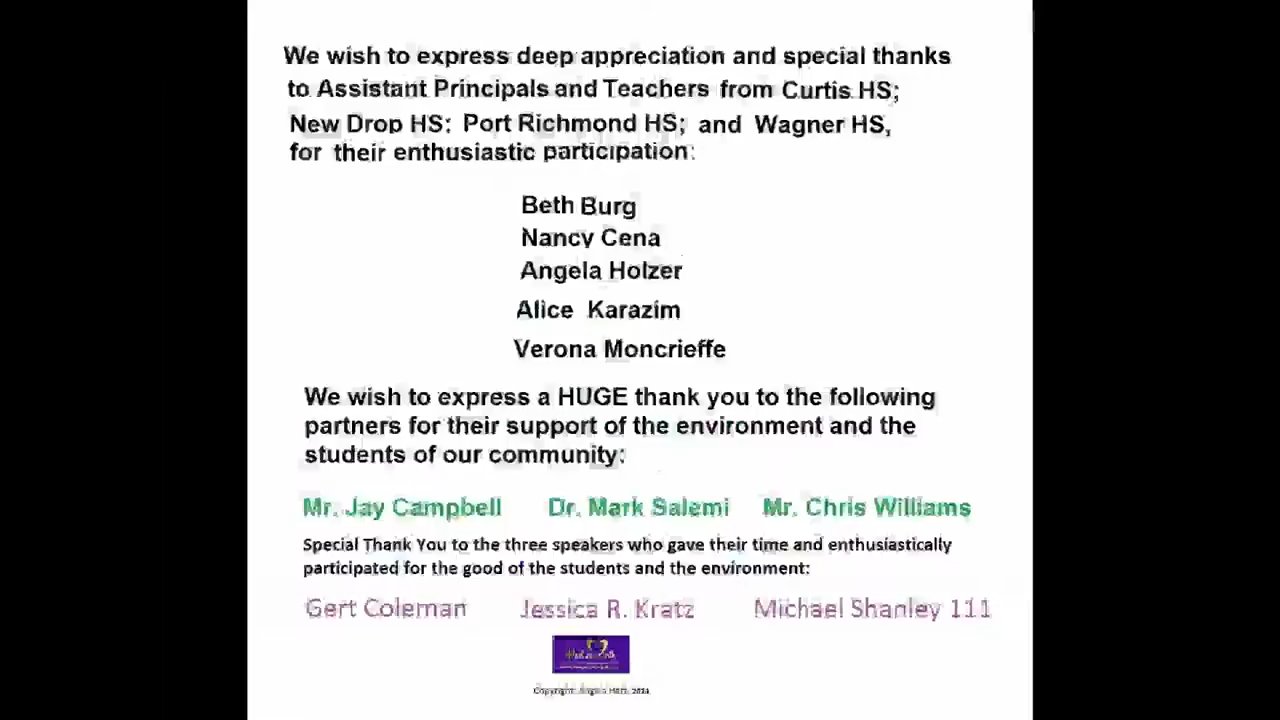 We wish to express deep appreciation and special thanks
to Assistant Principals and Teachers from Curtis HS;
New Drop HS: Port Richmond HS; and Wagner HS,
for their enthusiastic participation:
Beth Burg
Nancy Cena
Angela Holzer
Alice Karazim
Verona Moncrieffe
We wish to express a HUGE thank you to the following
partners for their support of the environment and the
students of our community:
Mr. Jay Campbell Dr. Mark Salemi Mr. Chris Williams
Special Thank You to the three speakers who gave their time and enthusiastically
participated for the good of the students and the environment:
Gert Coleman Jessica R. Kratz Michael Shanley 111
Copyright